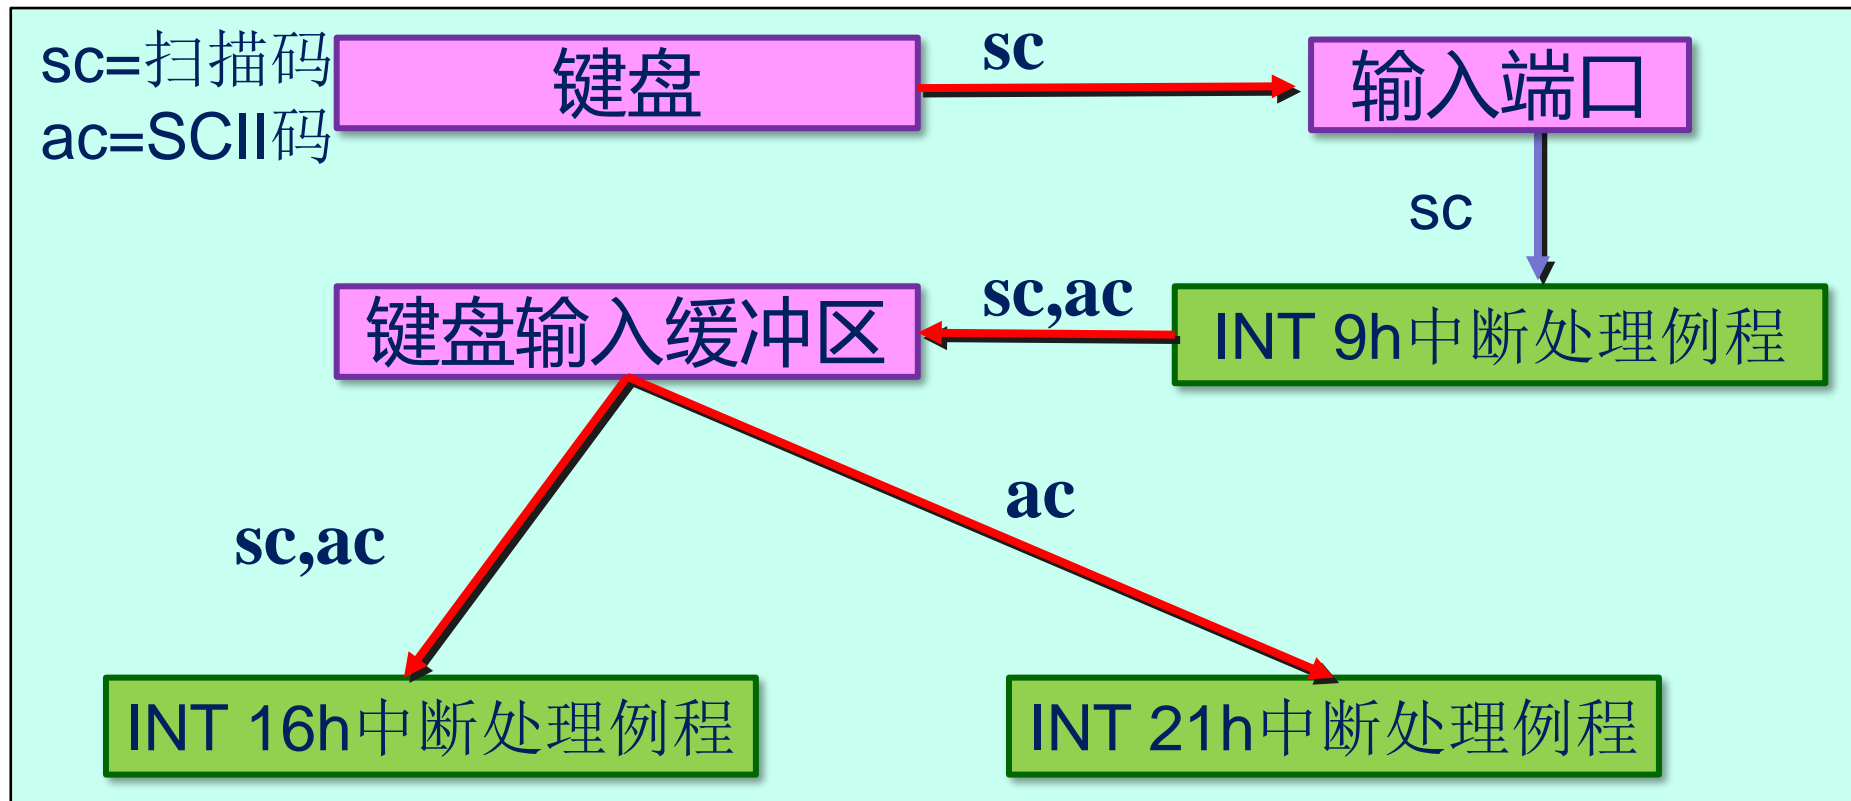 sc=扫描码
ac=SCII码
键盘
sc
输入端口
sc
键盘输入缓冲区
sc,ac
INT 9h中断处理例程
sc,ac
ac
INT 16h中断处理例程
INT 21h中断处理例程